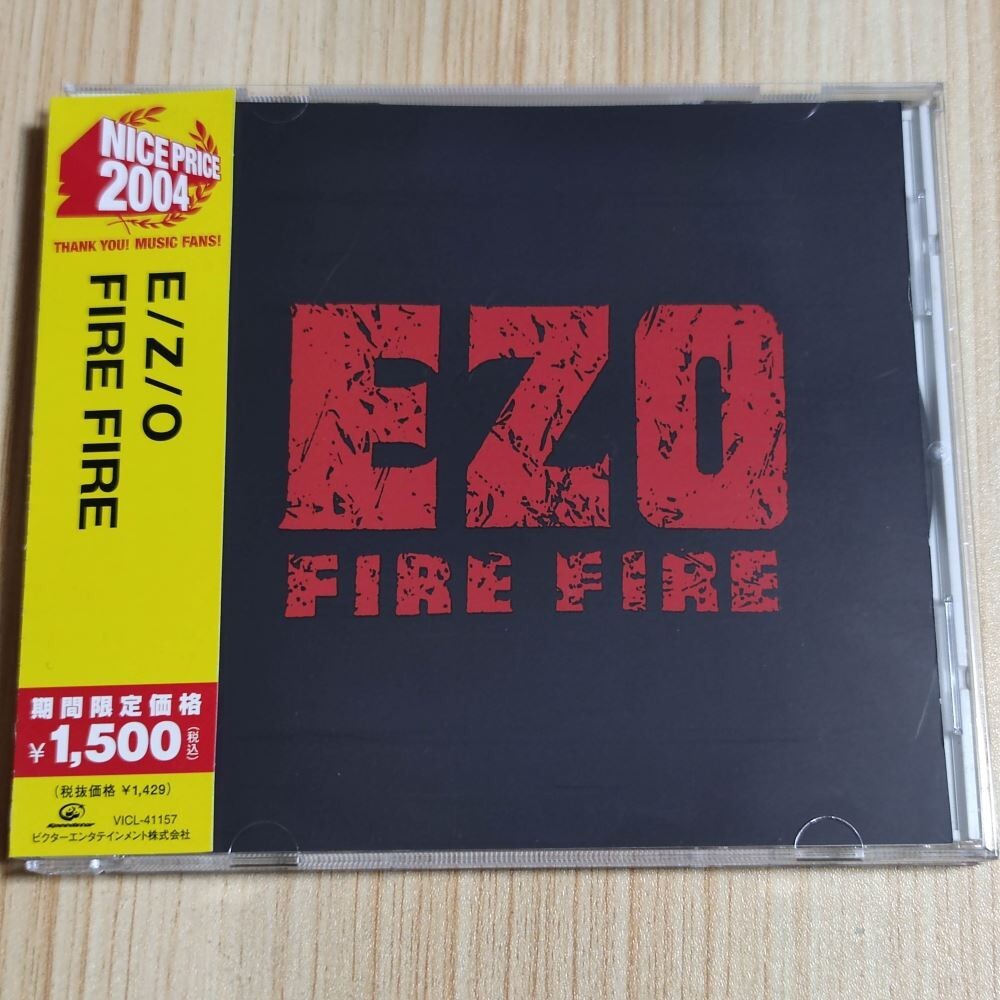 NICE PRICE
2004
THANK YOU! MUSIC FANS!
E/Z/O
FIRE FIRE
期間限定価格
¥1,500(税込)
(税抜価格 ¥1,429)
Speedstar
VICL-41157
ビクターエンタテインメント株式会社
EZO
FIRE FIRE